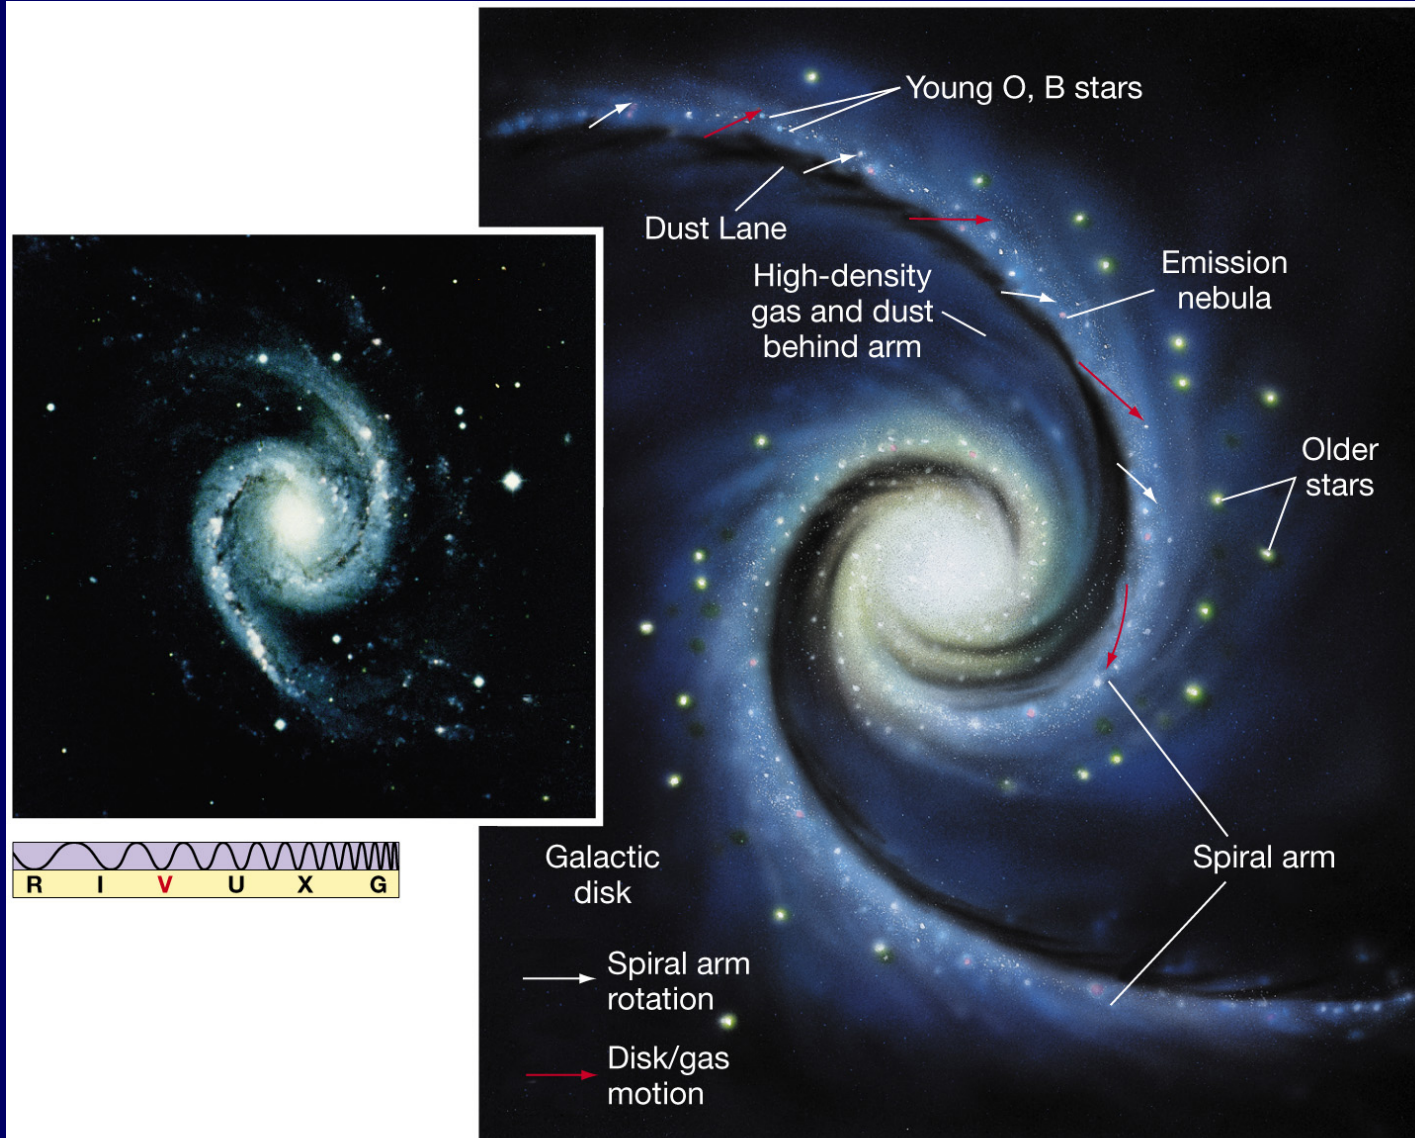 Young O, B stars
Dust Lane
High-density
gas and dust
behind arm
Emission
nebula
Older
stars
Spiral arm
Galactic
disk
Spiral arm
rotation
Disk/gas
motion
R I V U X G